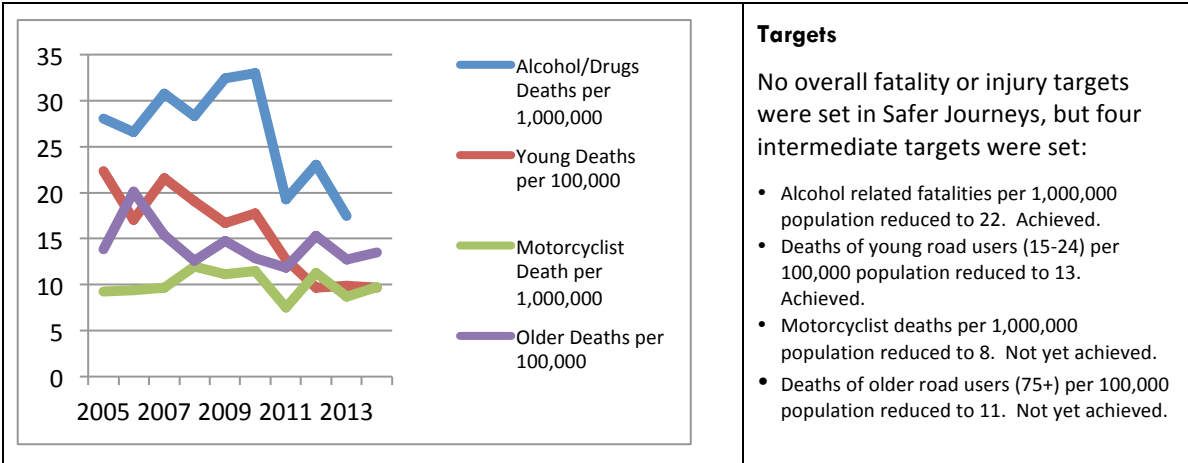 35
30
25
20
15
10
5
0
2005 2007 2009 2011 2013
Alcohol/Drugs
Deaths per
1,000,000
Young Deaths
per 100,000
Motorcyclist
Death per
1,000,000
Older Deaths per
100,000
Targets
No overall fatality or injury targets
were set in Safer Journeys, but four
intermediate targets were set:
• Alcohol related fatalities per 1,000,000
population reduced to 22. Achieved.
• Deaths of young road users (15-24) per
100,000 population reduced to 13.
Achieved.
• Motorcyclist deaths per 1,000,000
population reduced to 8. Not yet achieved.
• Deaths of older road users (75+) per 100,000
population reduced to 11. Not yet achieved.